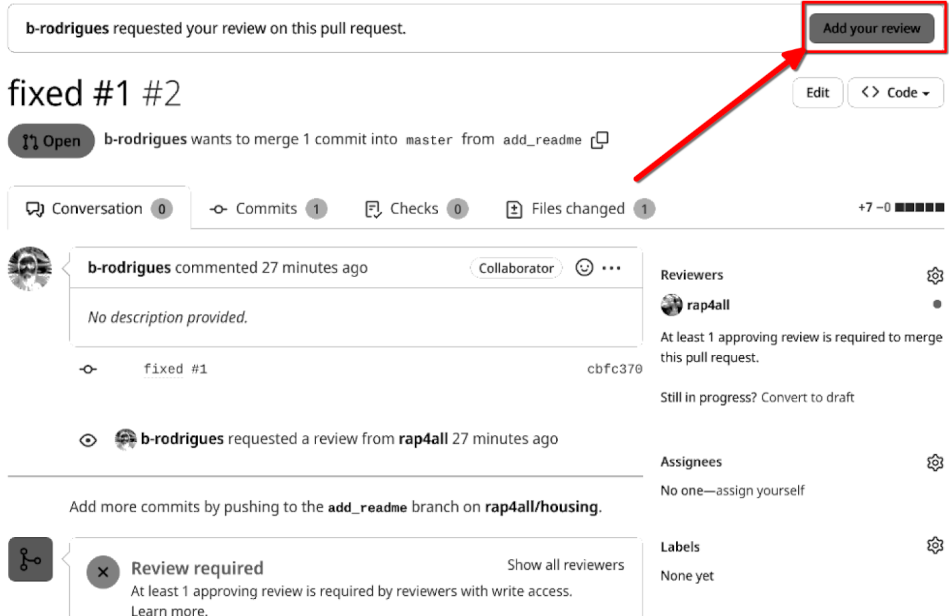 b-rodrigues requested your review on this pull request.
Add your review
fixed #1 #2
Edit
<> Code
Open
b-rodrigues wants to merge 1 commit into master from add_readme
Conversation 0
Commits 1
Checks 0
Files changed 1
+7 −0
b-rodrigues commented 27 minutes ago
Collaborator
No description provided.
fixed #1
cbfc370
b-rodrigues requested a review from rap4all 27 minutes ago
Add more commits by pushing to the add_readme branch on rap4all/housing.
Review required
Show all reviewers
At least 1 approving review is required by reviewers with write access.
Learn more.
Reviewers
rap4all
At least 1 approving review is required to merge
this pull request.
Still in progress? Convert to draft
Assignees
No one—assign yourself
Labels
None yet